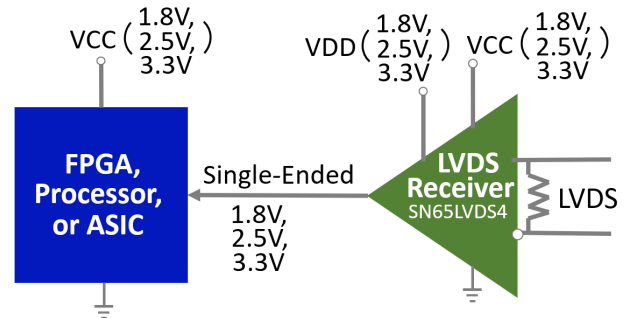 VCC ( 1.8V, 2.5V, 3.3V )
VDD ( 1.8V, 2.5V, 3.3V )
VCC ( 1.8V, 2.5V, 3.3V )
FPGA,
Processor,
or ASIC
Single-Ended
1.8V,
2.5V,
3.3V
LVDS
Receiver
SN65LVDS4
LVDS